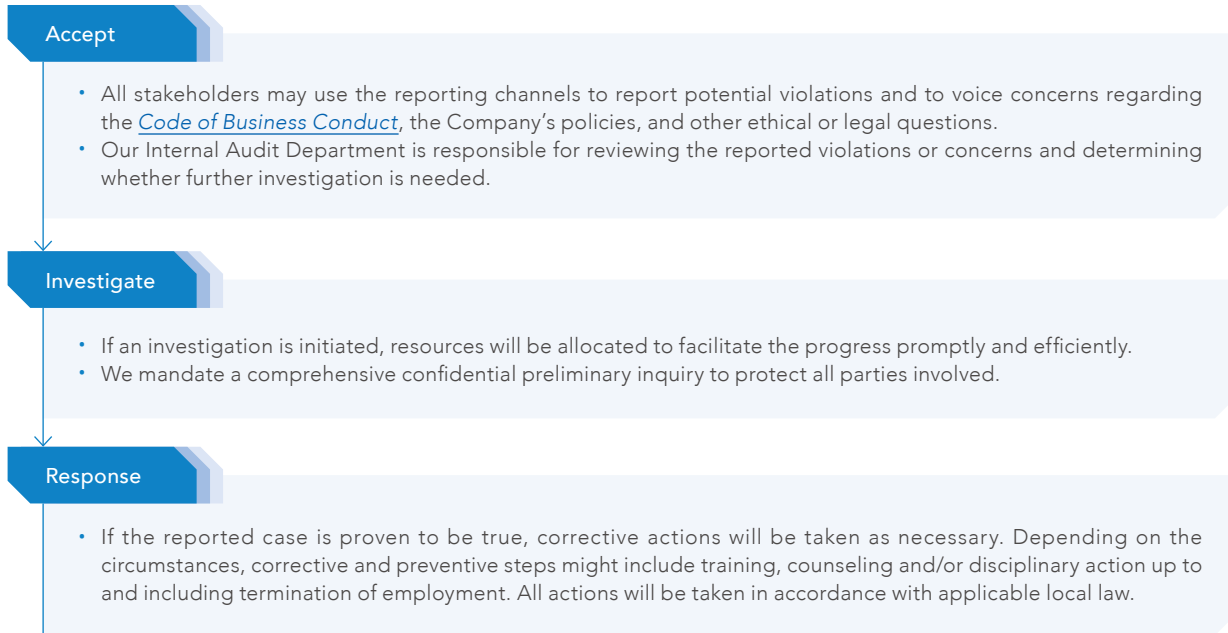 Accept
• All stakeholders may use the reporting channels to report potential violations and to voice concerns regarding
the Code of Business Conduct, the Company’s policies, and other ethical or legal questions.
• Our Internal Audit Department is responsible for reviewing the reported violations or concerns and determining
whether further investigation is needed.
Investigate
• If an investigation is initiated, resources will be allocated to facilitate the progress promptly and efficiently.
• We mandate a comprehensive confidential preliminary inquiry to protect all parties involved.
Response
• If the reported case is proven to be true, corrective actions will be taken as necessary. Depending on the
circumstances, corrective and preventive steps might include training, counseling and/or disciplinary action up to
and including termination of employment. All actions will be taken in accordance with applicable local law.